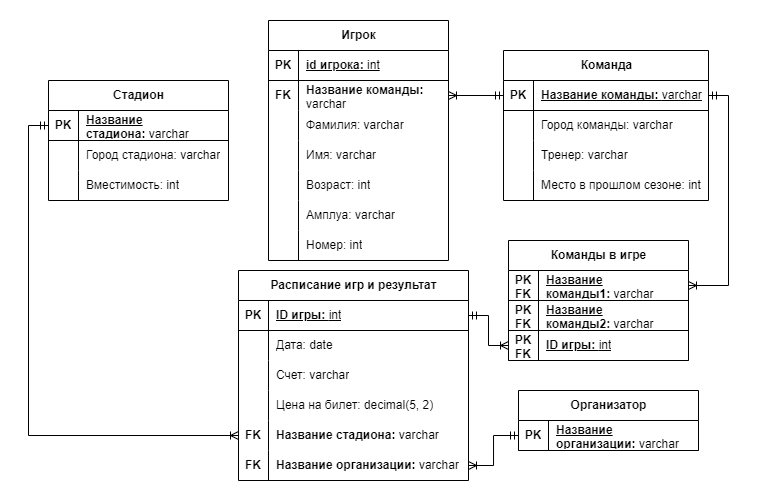 Стадион
PK
Название
стадиона: varchar
Город стадиона: varchar
Вместимость: int
Игрок
PK
id игрока: int
FK
Название команды:
varchar
Фамилия: varchar
Имя: varchar
Возраст: int
Амплуа: varchar
Номер: int
Команда
PK
Название команды: varchar
Город команды: varchar
Тренер: varchar
Место в прошлом сезоне: int
Команды в игре
PK
FK
Название
команды1: varchar
PK
FK
Название
команды2: varchar
PK
FK
ID игры: int
Расписание игр и результат
PK
ID игры: int
Дата: date
Счет: varchar
Цена на билет: decimal(5, 2)
FK
Название стадиона: varchar
FK
Название организации: varchar
Организатор
PK
Название
организации: varchar